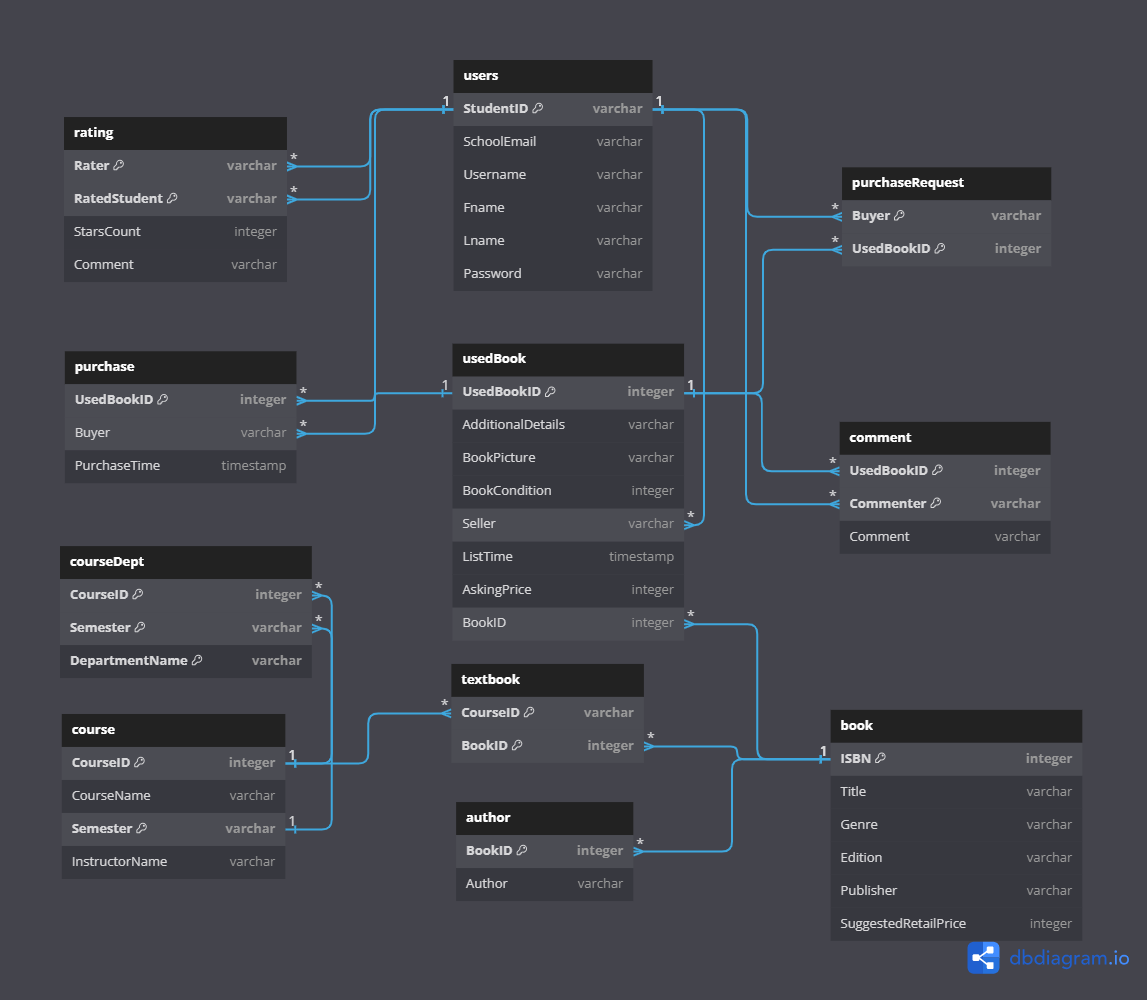 users
StudentID varchar
SchoolEmail varchar
Username varchar
Fname varchar
Lname varchar
Password varchar
1
1
rating
Rater varchar
RatedStudent varchar
StarsCount integer
Comment varchar
*
*
purchaseRequest
Buyer varchar
UsedBookID integer
*
*
purchase
UsedBookID integer
Buyer varchar
PurchaseTime timestamp
*
*
usedBook
UsedBookID integer
AdditionalDetails varchar
BookPicture varchar
BookCondition integer
Seller varchar
ListTime timestamp
AskingPrice integer
BookID integer
1
1
*
*
comment
UsedBookID integer
Commenter varchar
Comment varchar
*
*
courseDept
CourseID integer
Semester varchar
DepartmentName varchar
*
*
course
CourseID integer
CourseName varchar
Semester varchar
InstructorName varchar
1
1
textbook
CourseID varchar
BookID integer
*
*
author
BookID integer
Author varchar
*
book
ISBN integer
Title varchar
Genre varchar
Edition varchar
Publisher varchar
SuggestedRetailPrice integer
1
dbdiagram.io